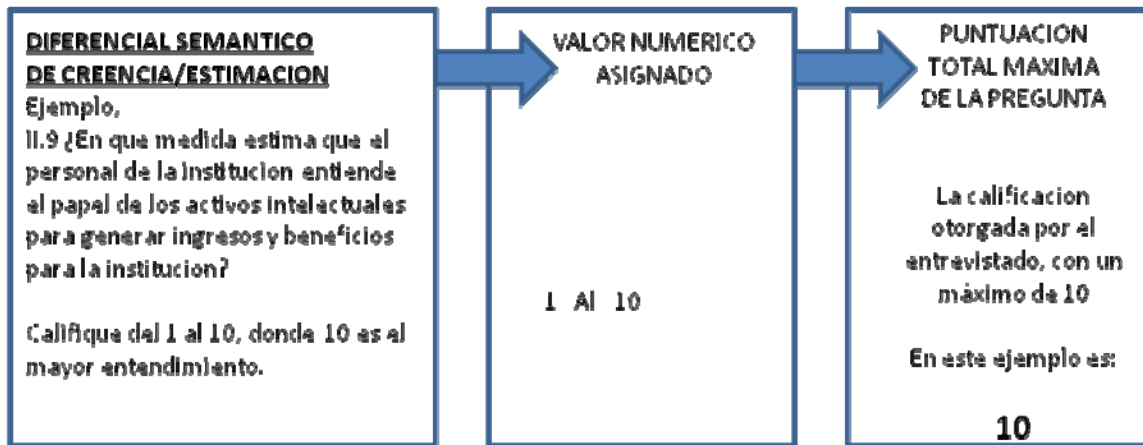 DIFERENCIAL SEMANTICO
DE CREENCIA/ESTIMACION
Ejemplo,
II.9 ¿En que medida estima que el
personal de la institucion entiende
el papel de los activos intelectuales
para generar ingresos y beneficios
para la institucion?
Califique del 1 al 10, donde 10 es el
mayor entendimiento.
VALOR NUMERICO
ASIGNADO
1 Al 10
PUNTUACION
TOTAL MAXIMA
DE LA PREGUNTA
La calificacion
otorgada por el
entrevistado, con un
máximo de 10
En este ejemplo es:
10